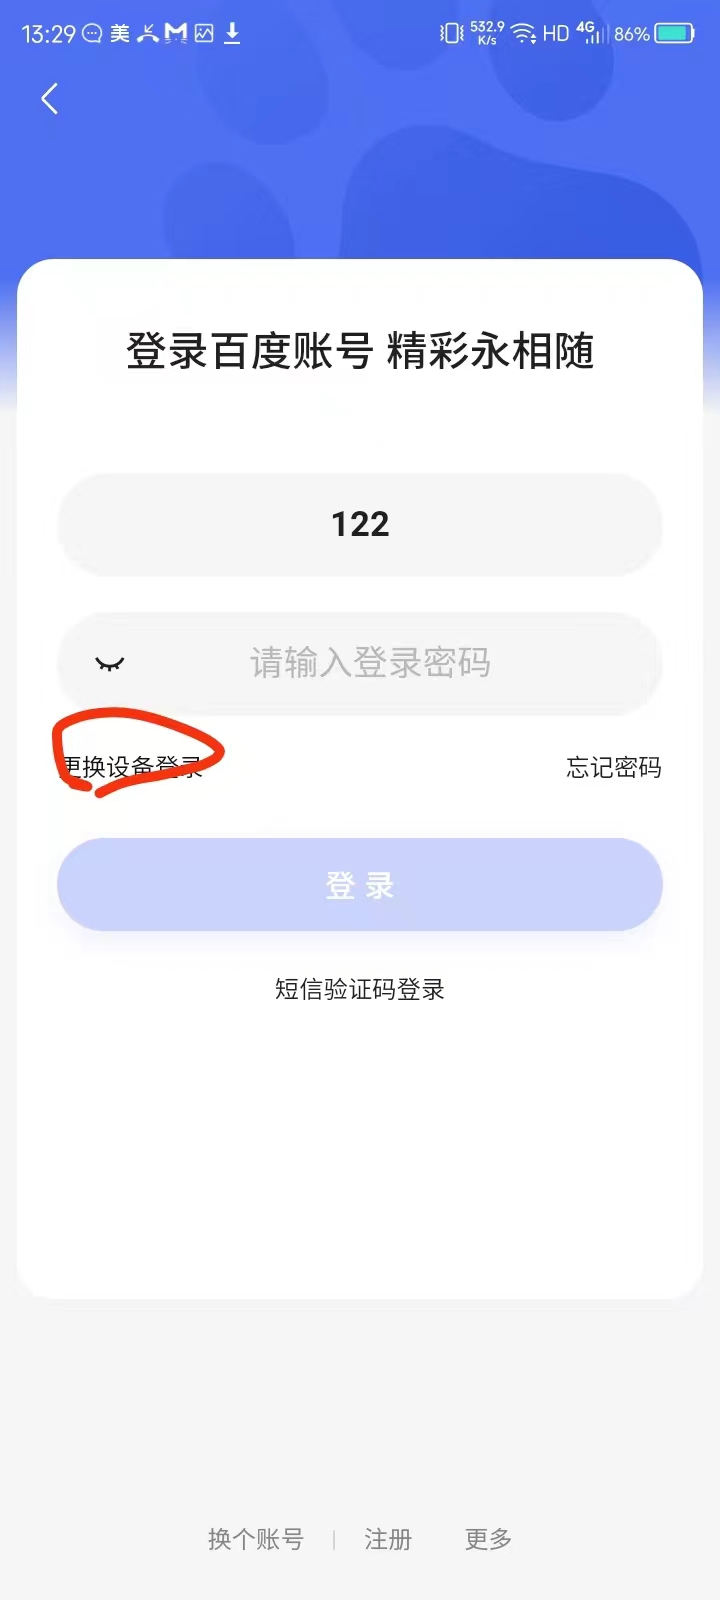 13:29 美 532.9 K/s HD 4G 86%
登录百度账号 精彩永相随
122
请输入登录密码
更换设备登录 忘记密码
登 录
短信验证码登录
换个账号 | 注册 更多